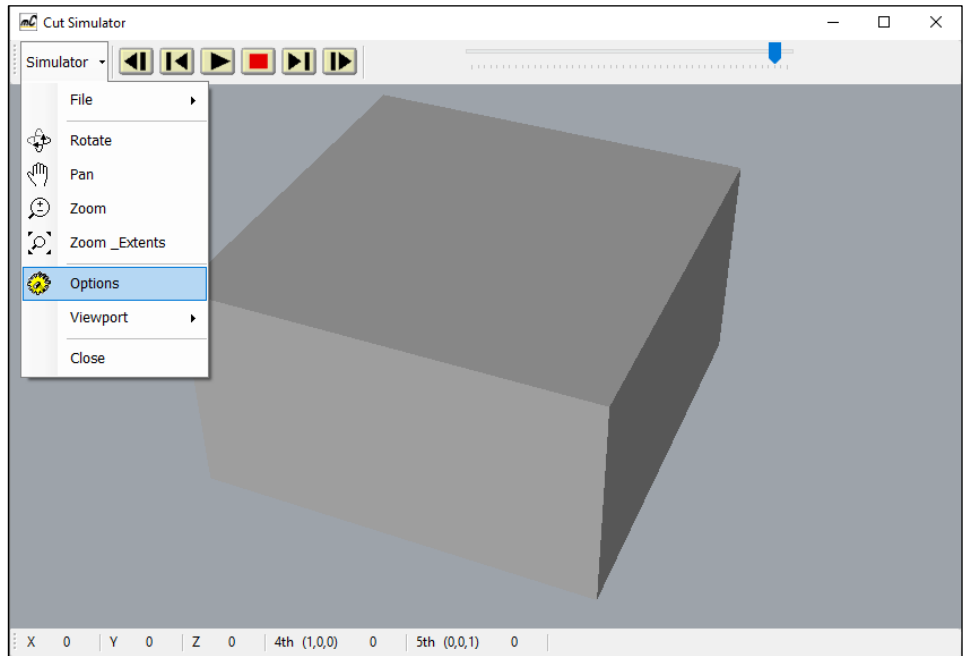 mC Cut Simulator
Simulator
File
Rotate
Pan
Zoom
Zoom _Extents
Options
Viewport
Close
X 0 Y 0 Z 0 4th (1,0,0) 0 5th (0,0,1) 0